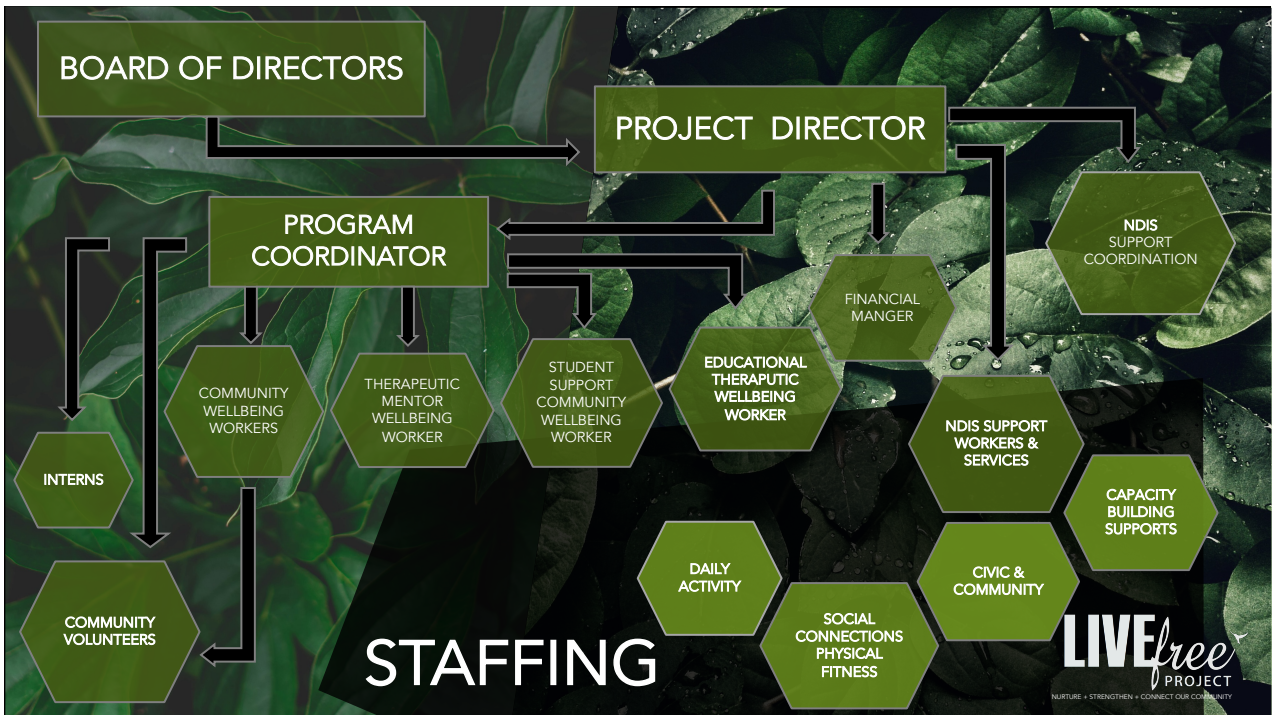 BOARD OF DIRECTORS
PROJECT DIRECTOR
PROGRAM
COORDINATOR
NDIS
SUPPORT
COORDINATION
FINANCIAL
MANGER
COMMUNITY
WELLBEING
WORKERS
THERAPEUTIC
MENTOR
WELLBEING
WORKER
STUDENT
SUPPORT
COMMUNITY
WELLBEING
WORKER
EDUCATIONAL
THERAPUTIC
WELLBEING
WORKER
NDIS SUPPORT
WORKERS &
SERVICES
INTERNS
CAPACITY
BUILDING
SUPPORTS
DAILY
ACTIVITY
CIVIC &
COMMUNITY
COMMUNITY
VOLUNTEERS
SOCIAL
CONNECTIONS
PHYSICAL
FITNESS
STAFFING
LIVEfree
PROJECT
NURTURE + STRENGTHEN + CONNECT OUR COMMUNITY